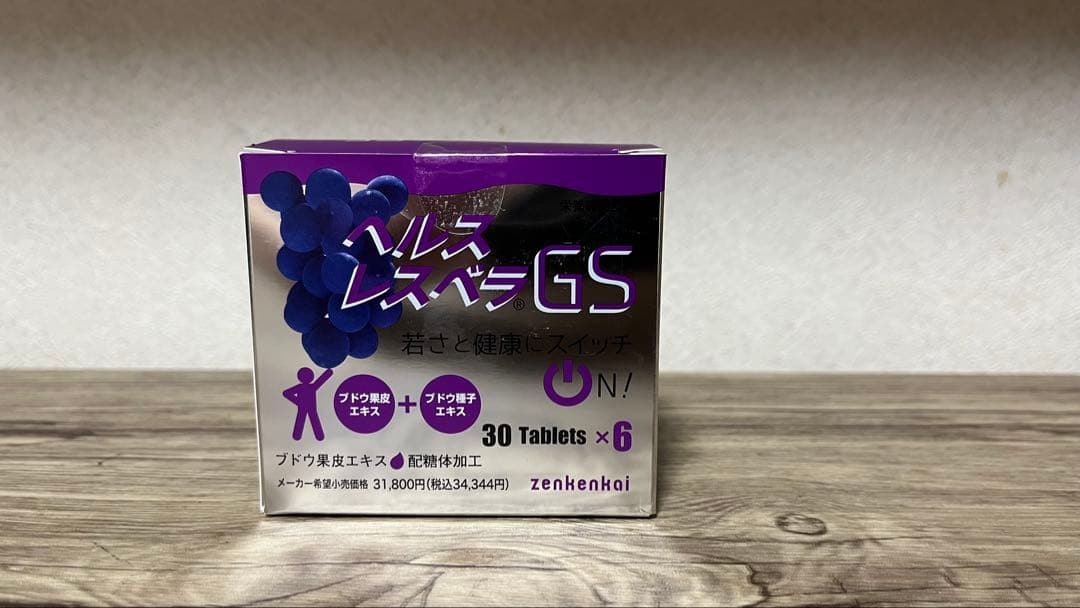 ヘルス
レスベラ®GS
若さと健康にスイッチ
ON!
ブドウ果皮
エキス
+
ブドウ種子
エキス
30 Tablets ×6
ブドウ果皮エキス 配糖体加工
メーカー希望小売価格 31,800円(税込34,344円)
zenkenkai